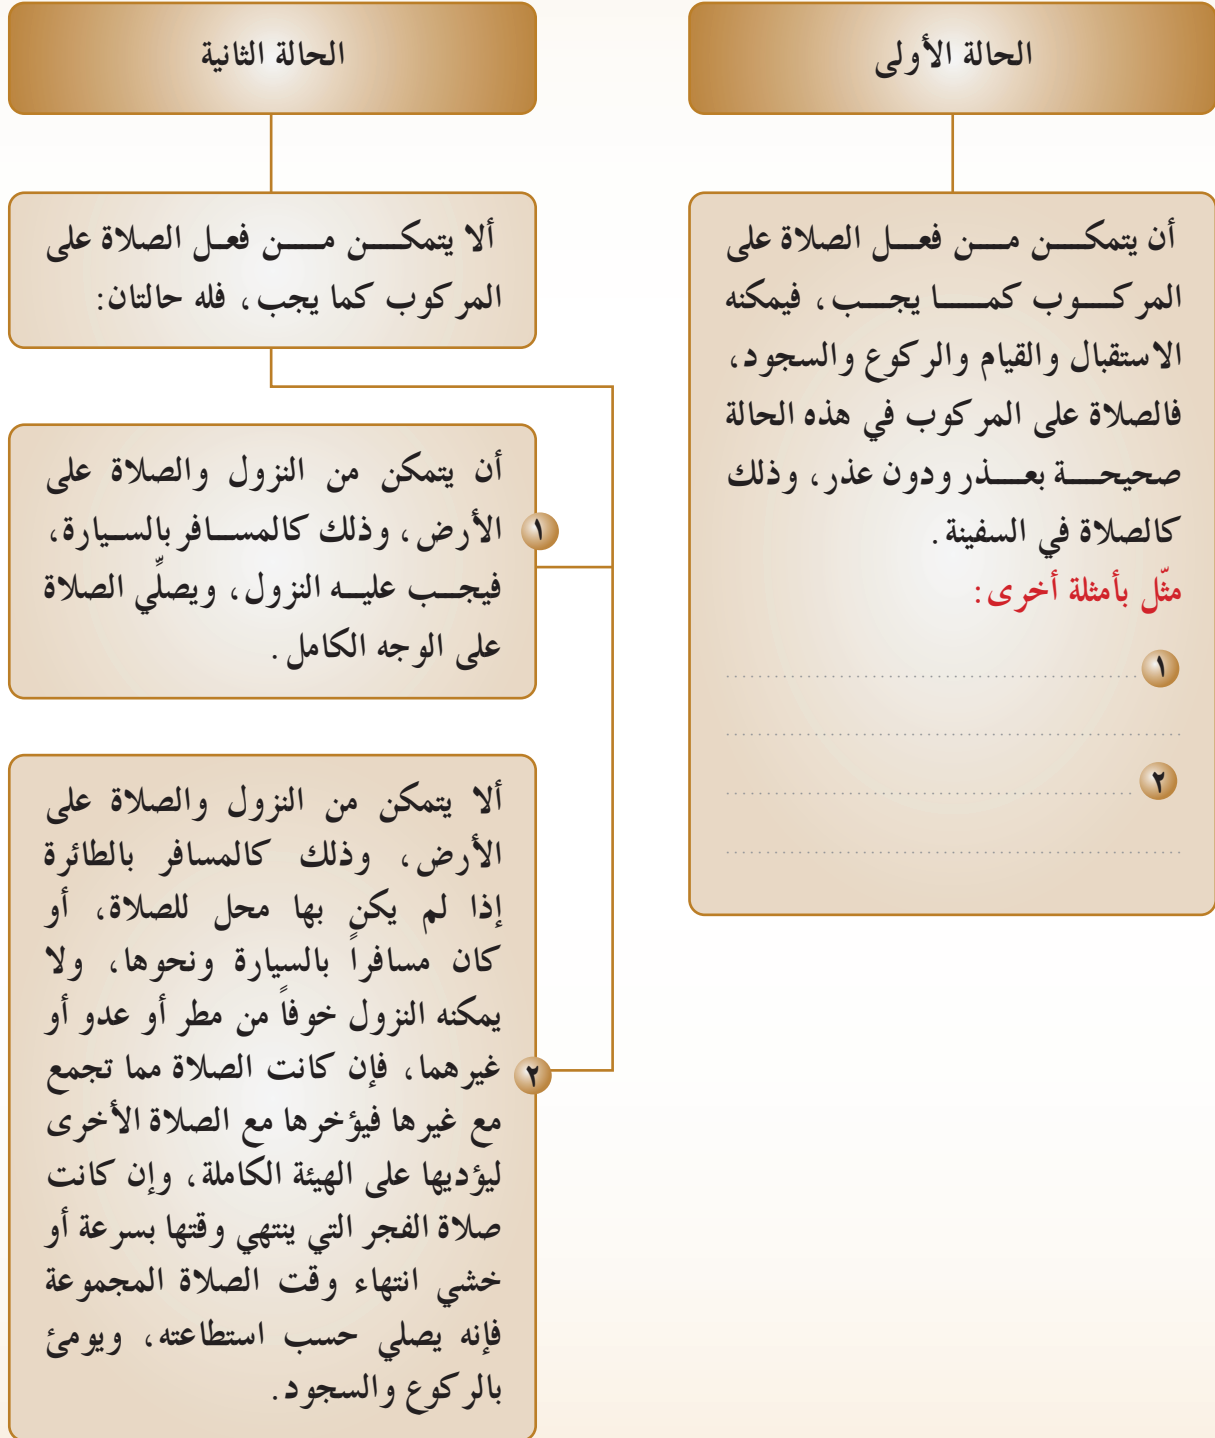 الحالة الأولى
أن يتمكن من فعل الصلاة على
المركوب كما يجب، فيمكنه
الاستقبال والقيام والركوع والسجود،
فالصلاة على المركوب في هذه الحالة
صحيحة بعذر ودون عذر، وذلك
كالصلاة في السفينة.
مثّل بأمثلة أخرى:
١
٢
الحالة الثانية
ألا يتمكن من فعل الصلاة على
المركوب كما يجب، فله حالتان:
١
أن يتمكن من النزول والصلاة على
الأرض، وذلك كالمسافر بالسيارة،
فيجب عليه النزول، ويصلِّي الصلاة
على الوجه الكامل.
٢
ألا يتمكن من النزول والصلاة على
الأرض، وذلك كالمسافر بالطائرة
إذا لم يكن بها محل للصلاة، أو
كان مسافراً بالسيارة ونحوها، ولا
يمكنه النزول خوفاً من مطر أو عدو أو
غيرهما، فإن كانت الصلاة مما تجمع
مع غيرها فيؤخرها مع الصلاة الأخرى
ليؤديها على الهيئة الكاملة، وإن كانت
صلاة الفجر التي ينتهي وقتها بسرعة أو
خشي انتهاء وقت الصلاة المجموعة
فإنه يصلي حسب استطاعته، ويومئ
بالركوع والسجود.